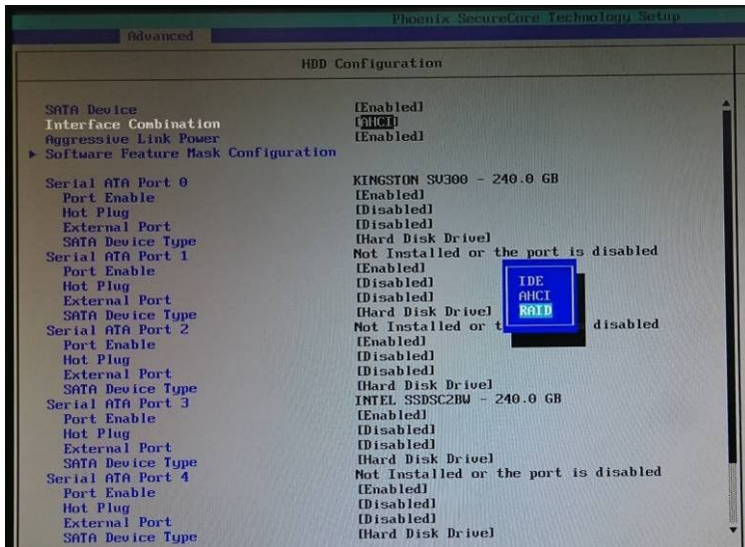 Phoenix SecureCore Technology Setup
Advanced
HDD Configuration
SATA Device [Enabled]
Interface Combination [AHCI]
Aggressive Link Power [Enabled]
▶ Software Feature Mask Configuration
Serial ATA Port 0 KINGSTON SV300 - 240.0 GB
Port Enable [Enabled]
Hot Plug [Disabled]
External Port [Disabled]
SATA Device Type [Hard Disk Drive]
Serial ATA Port 1 Not Installed or the port is disabled
Port Enable [Enabled]
Hot Plug [Disabled]
External Port [Disabled]
SATA Device Type [Hard Disk Drive]
IDE
AHCI
RAID
Serial ATA Port 2 Not Installed or t disabled
Port Enable [Enabled]
Hot Plug [Disabled]
External Port [Disabled]
SATA Device Type [Hard Disk Drive]
Serial ATA Port 3 INTEL SSDSC2BW - 240.0 GB
Port Enable [Enabled]
Hot Plug [Disabled]
External Port [Disabled]
SATA Device Type [Hard Disk Drive]
Serial ATA Port 4 Not Installed or the port is disabled
Port Enable [Enabled]
Hot Plug [Disabled]
External Port [Disabled]
SATA Device Type [Hard Disk Drive]